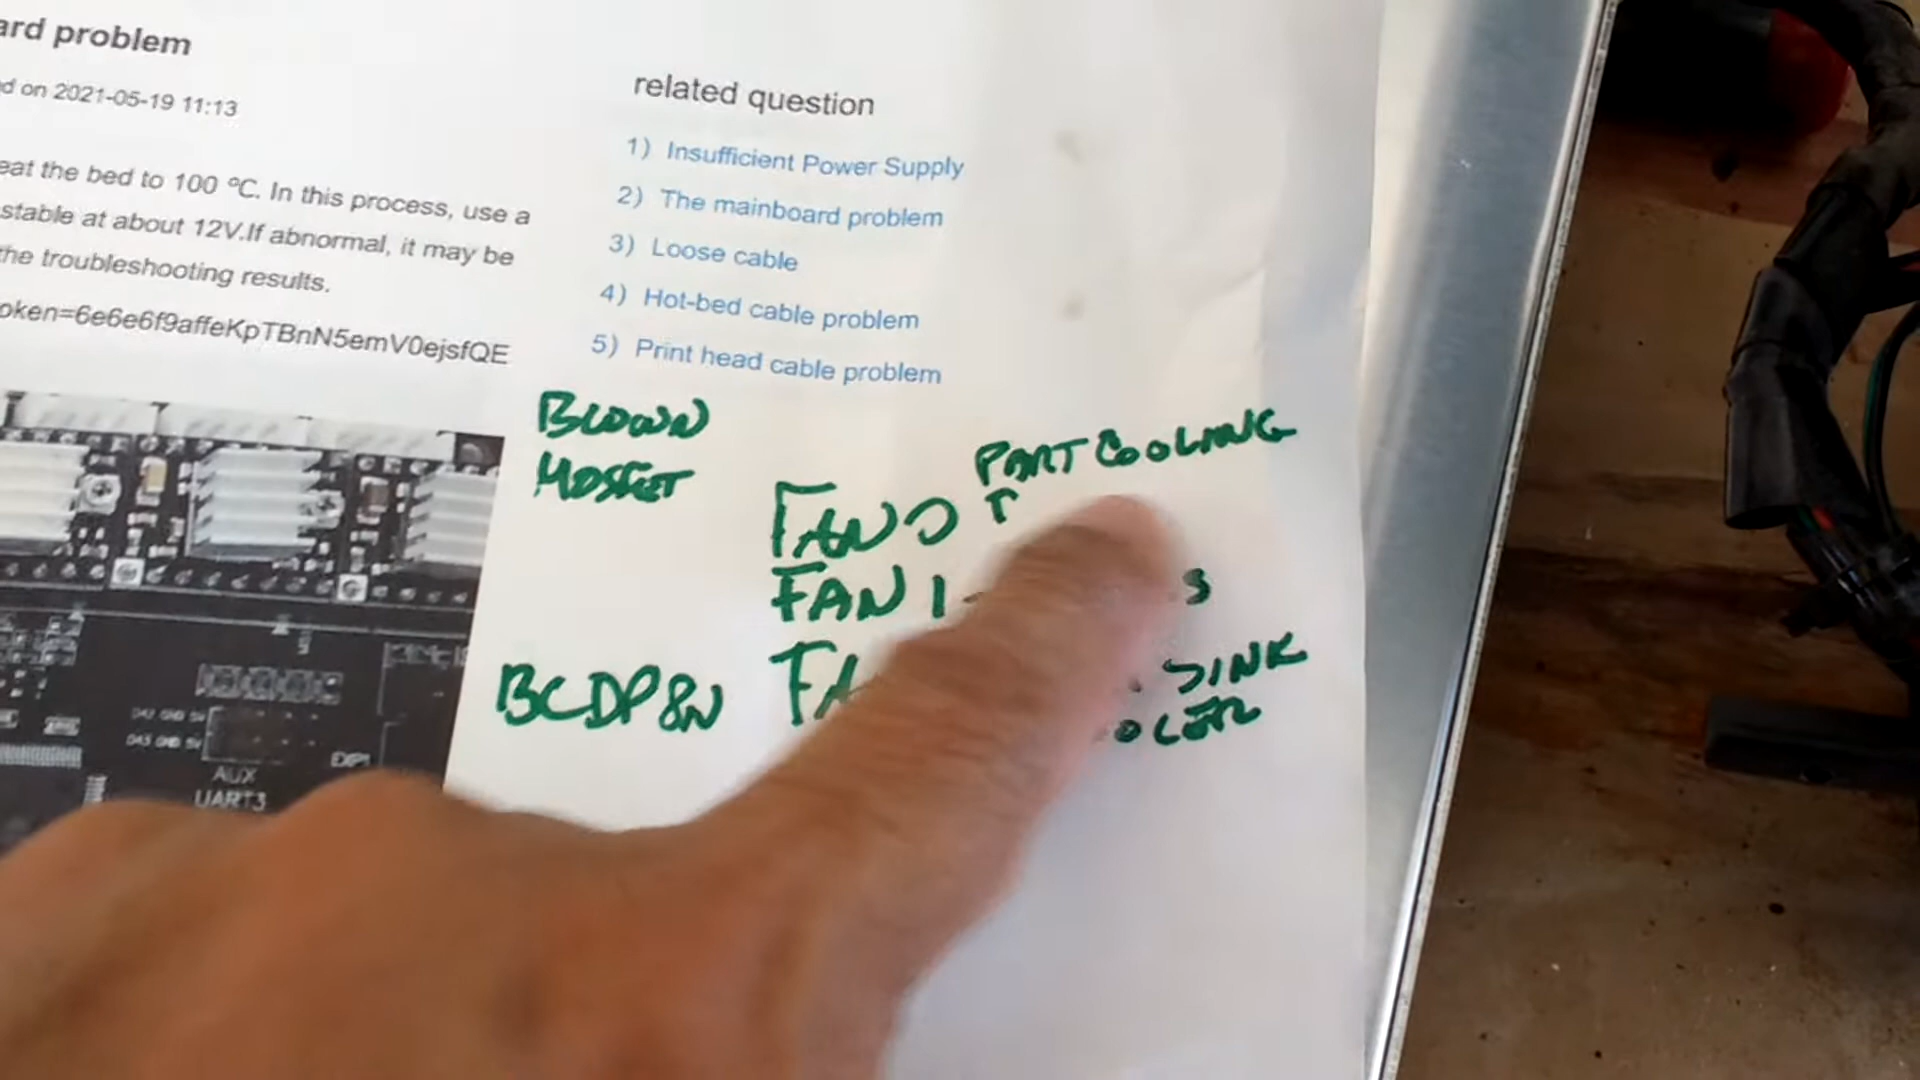 ard problem
d on 2021-05-19 11:13
eat the bed to 100 °C. In this process, use a
stable at about 12V.If abnormal, it may be
the troubleshooting results.
oken=6e6e6f9affeKpTBnN5emV0ejsfQE
related question
1) Insufficient Power Supply
2) The mainboard problem
3) Loose cable
4) Hot-bed cable problem
5) Print head cable problem
BLOWN
MOSFET
PART COOLING
FAN 0
FAN 1
SINK
BCDP8N
AUX
UART3
EXP1